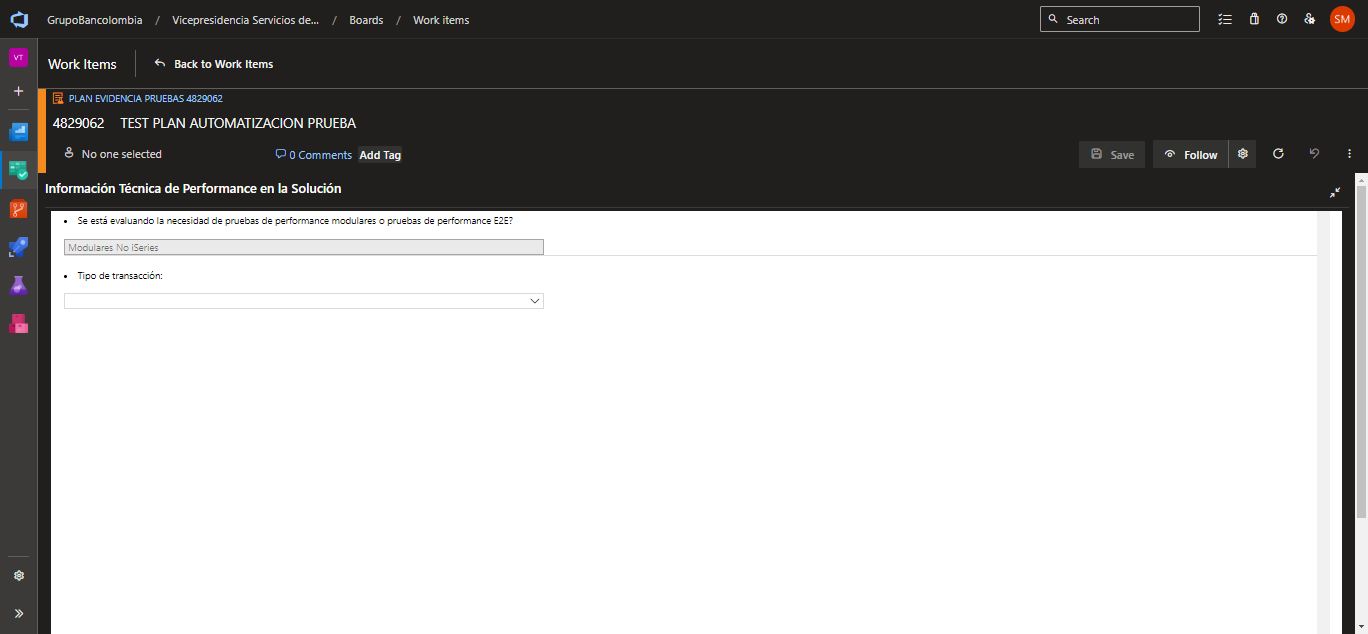 GrupoBancolombia / Vicepresidencia Servicios de... / Boards / Work items
Search
SM
VT
Work Items
Back to Work Items
PLAN EVIDENCIA PRUEBAS 4829062
4829062 TEST PLAN AUTOMATIZACION PRUEBA
No one selected
0 Comments
Add Tag
Save
Follow
Información Técnica de Performance en la Solución
• Se está evaluando la necesidad de pruebas de performance modulares o pruebas de performance E2E?
Modulares No iSeries
• Tipo de transacción: